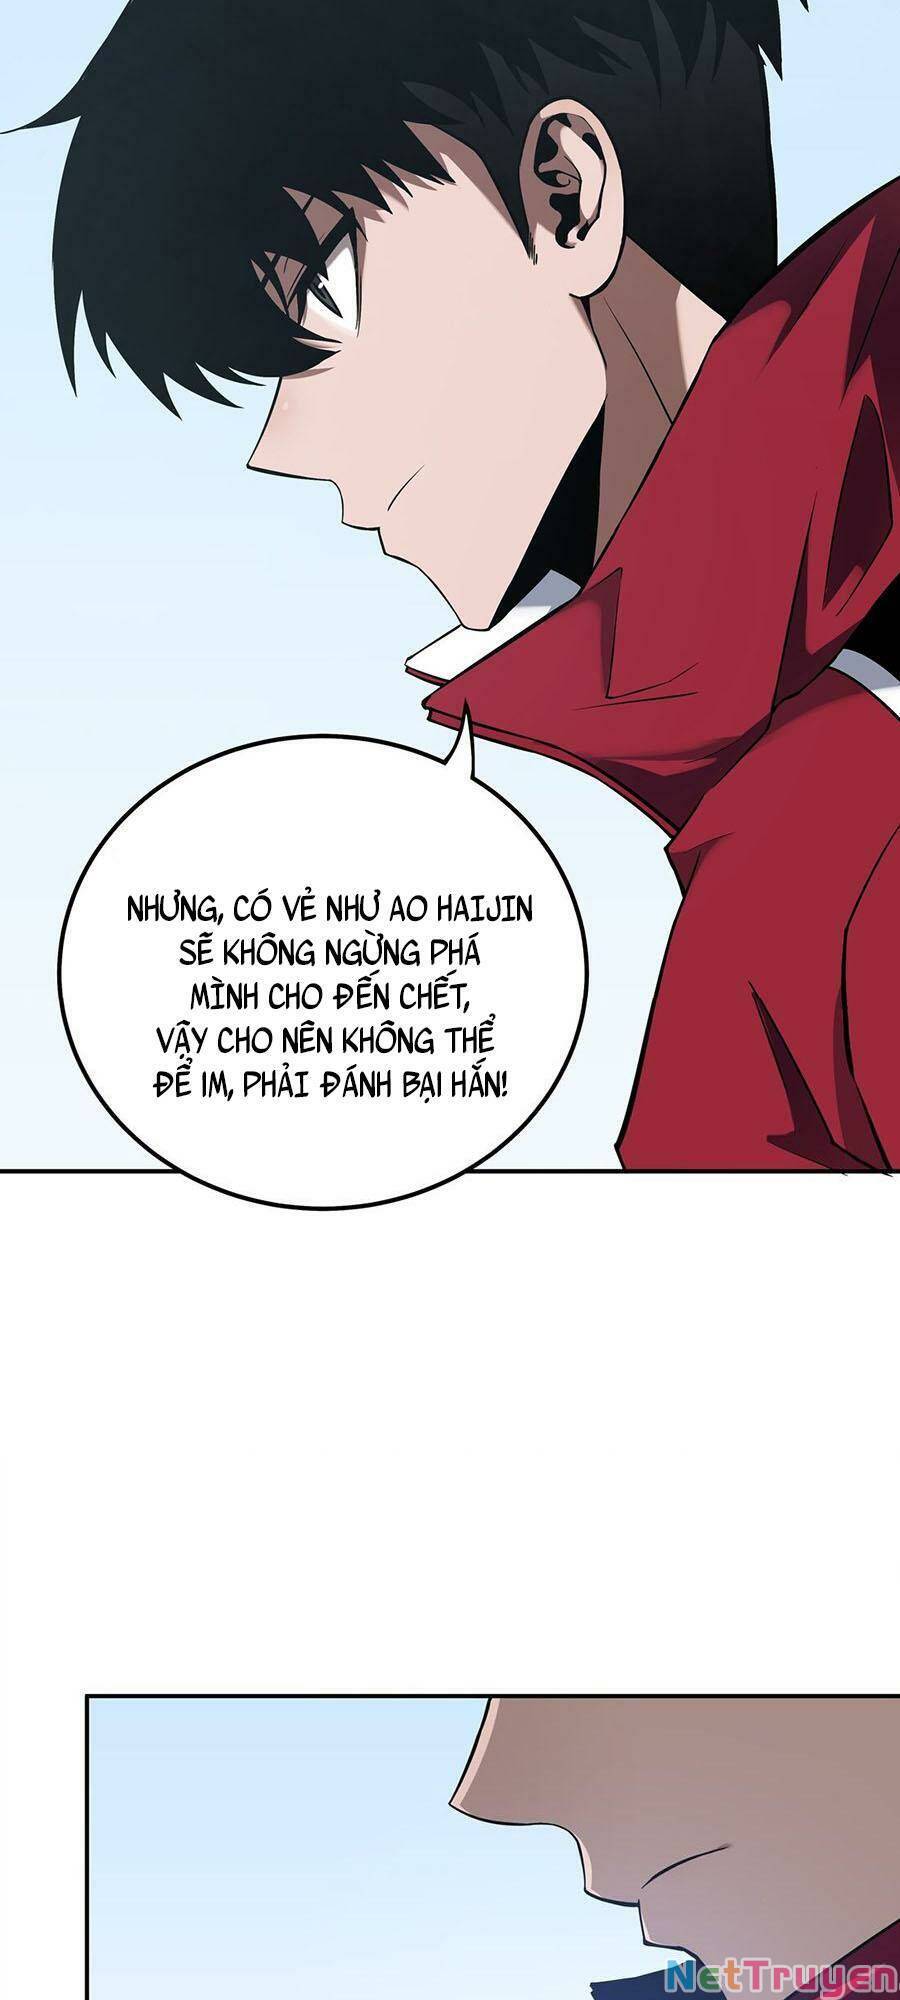 NHƯNG, CÓ VẺ NHƯ AO HAIJIN
SẼ KHÔNG NGỪNG PHÁ
MÌNH CHO ĐẾN CHẾT,
VẬY CHO NÊN KHÔNG THỂ
ĐỂ IM, PHẢI ĐÁNH BẠI HẮN!
NetTruyen